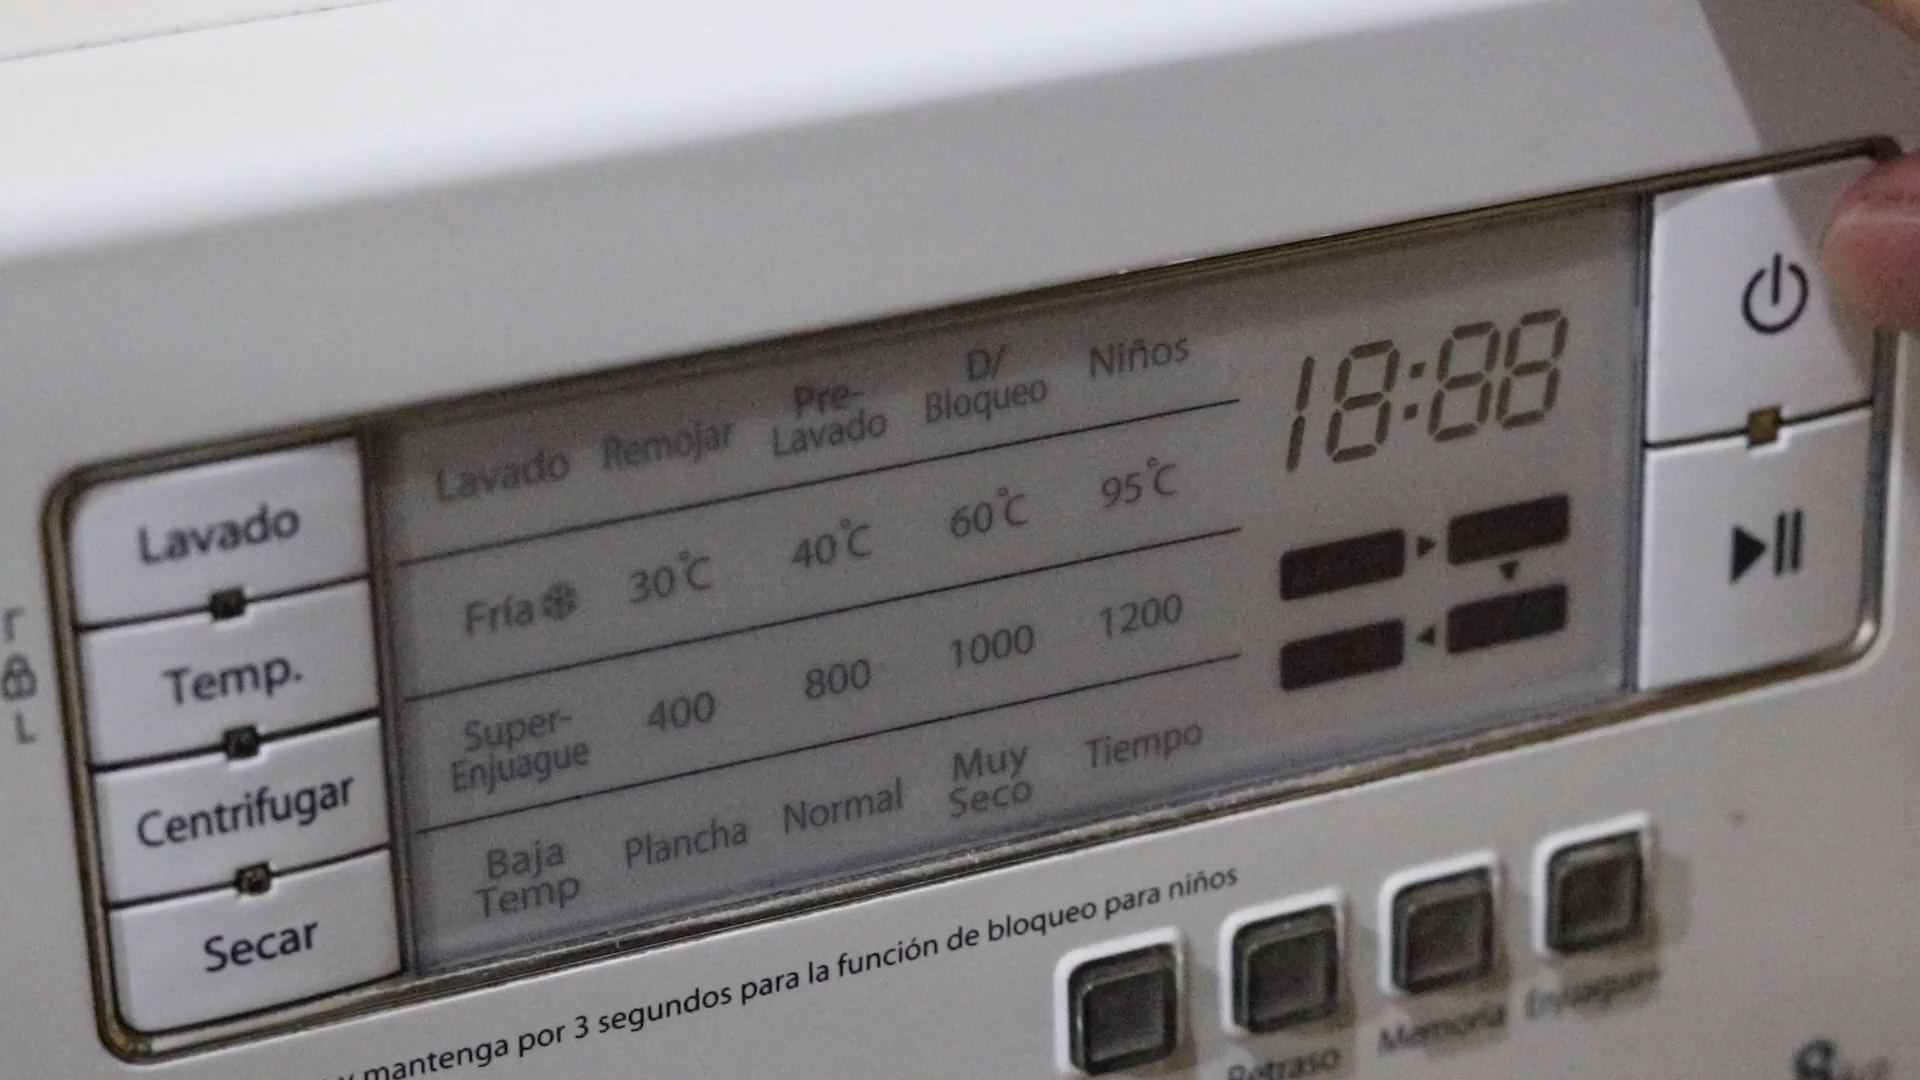 Lavado
Temp.
Centrifugar
Secar
Lavado Remojar Pre-Lavado D/Bloqueo Niños
Fría 30°C 40°C 60°C 95°C
Super-Enjuague 400 800 1000 1200
Baja Temp Plancha Normal Muy Seco Tiempo
18:88
y mantenga por 3 segundos para la función de bloqueo para niños
Retraso Memoria Enjuague+